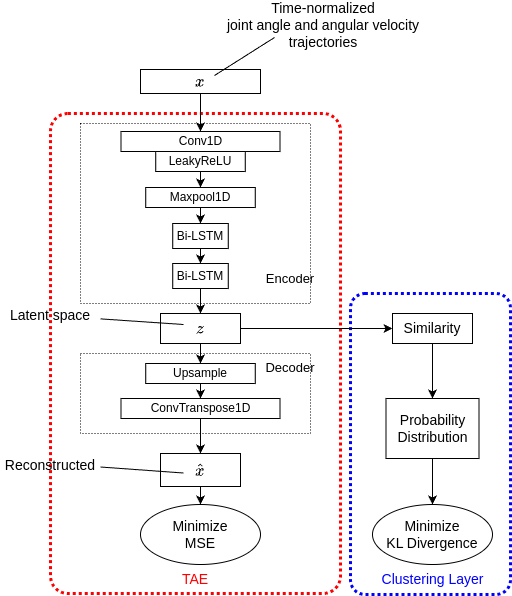 Time-normalized
joint angle and angular velocity
trajectories
x
Conv1D
LeakyReLU
Maxpool1D
Bi-LSTM
Bi-LSTM
Encoder
Latent space
z
Similarity
Decoder
Upsample
ConvTranspose1D
Probability
Distribution
Reconstructed
x̂
Minimize
MSE
Minimize
KL Divergence
TAE
Clustering Layer